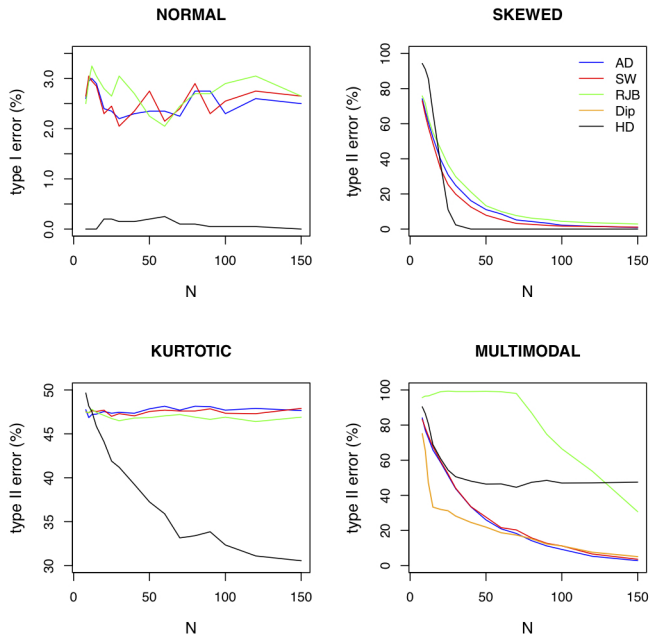 NORMAL
type I error (%)
0.0 1.0 2.0 3.0
0 50 100 150
N
SKEWED
type II error (%)
0 20 40 60 80 100
0 50 100 150
N
AD
SW
RJB
Dip
HD
KURTOTIC
type II error (%)
30 35 40 45 50
0 50 100 150
N
MULTIMODAL
type II error (%)
0 20 40 60 80 100
0 50 100 150
N